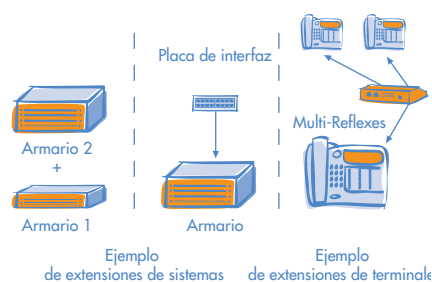 Placa de interfaz
Multi-Reflexes
Armario 2
+
Armario 1
Armario
Ejemplo
de extensiones de sistemas
Ejemplo
de extensiones de terminale